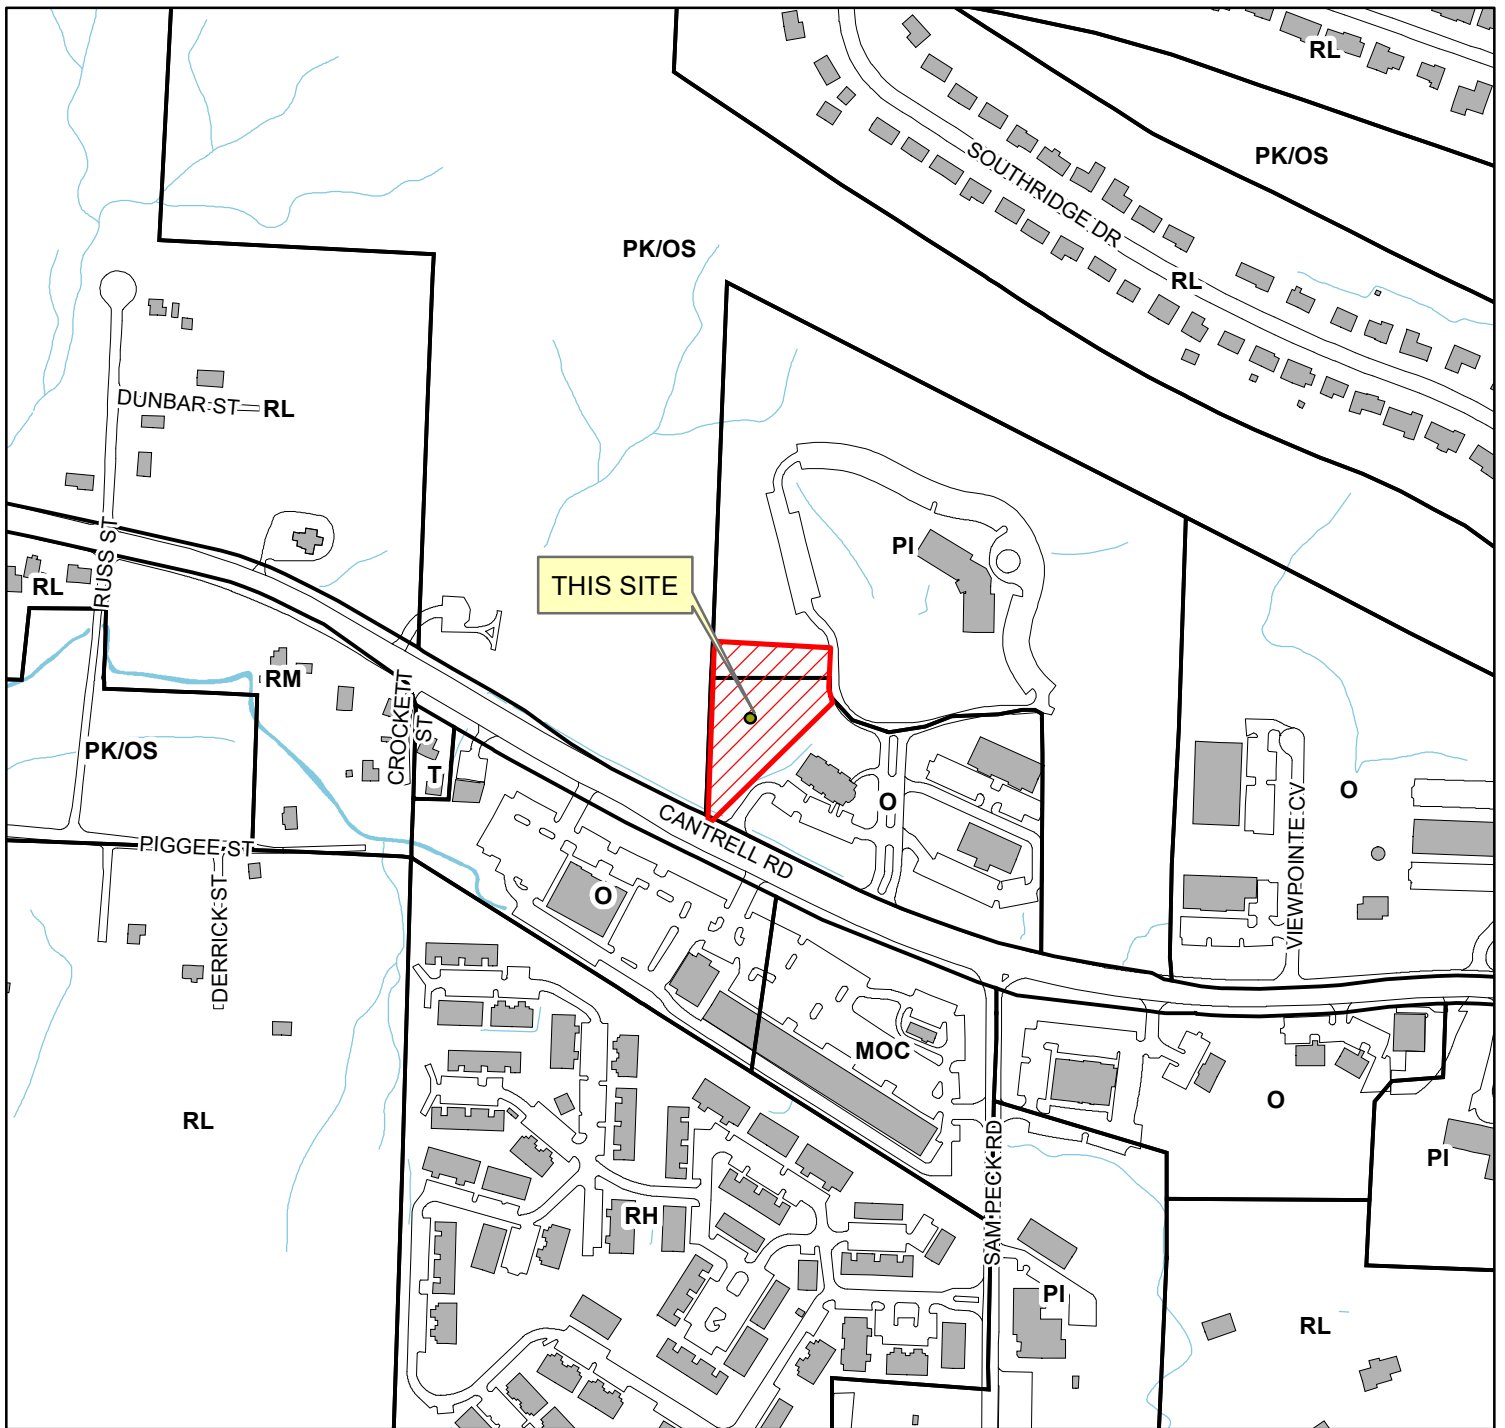 RL
PK/OS
SOUTHRIDGE DR
PK/OS
RL
DUNBAR ST
RL
RUSS ST
PI
THIS SITE
RL
RM
CROCKETT
ST
PK/OS
T
O
O
CANTRELL RD
VIEWPOINTE CV
PIGGEE ST
DERRICK ST
O
MOC
O
RL
SAM PECK RD
PI
RH
PI
RL